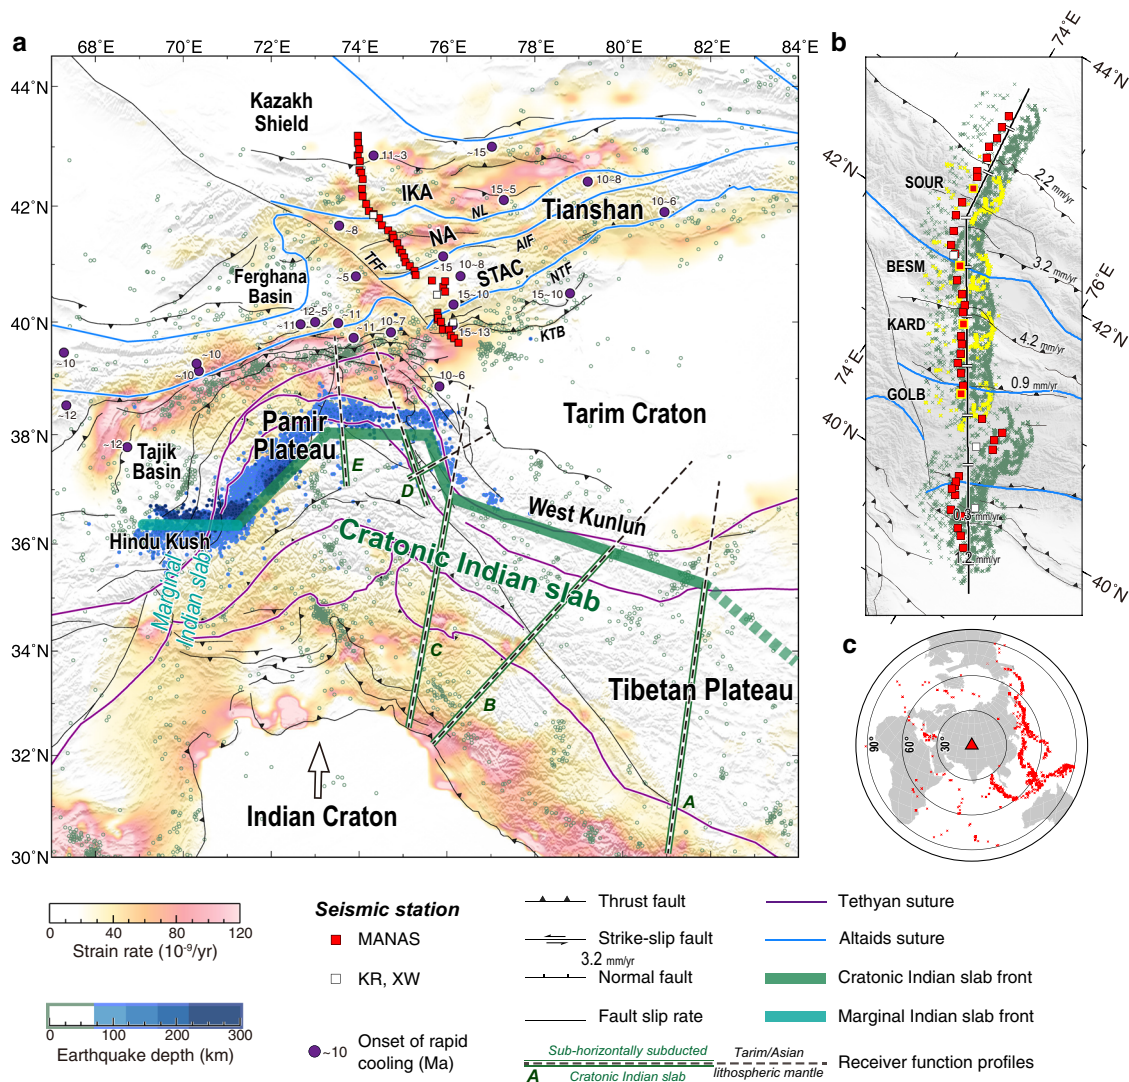 a
68°E 70°E 72°E 74°E 76°E 78°E 80°E 82°E 84°E
44°N
42°N
40°N
38°N
36°N
34°N
32°N
30°N
Kazakh
Shield
11~3
~15
IKA
15~5
10~8
NL
Tianshan
10~6
~8
NA
AIF
TFF
~15
10~8
STAC
NTF
Ferghana
Basin
~5
15~10
15~10
12~5
~11
~11
10~7
~11
15~13
KTB
~10
~10
~10
10~6
~12
~12
Tajik
Basin
Pamir
Plateau
Tarim Craton
E
D
West Kunlun
Hindu Kush
Marginal
Indian slab
Cratonic Indian slab
C
B
Tibetan Plateau
A
Indian Craton
b
74°E
44°N
42°N
SOUR
2.2 mm/yr
BESM
3.2 mm/yr
76°E
KARD
4.2 mm/yr
42°N
74°E
GOLB
0.9 mm/yr
40°N
0.3 mm/yr
1.2 mm/yr
40°N
c
90° 60° 30°
0 40 80 120
Strain rate (10⁻⁹/yr)
0 100 200 300
Earthquake depth (km)
Seismic station
MANAS
KR, XW
~10
Onset of rapid
cooling (Ma)
Thrust fault
Strike-slip fault
3.2 mm/yr
Normal fault
Fault slip rate
Sub-horizontally subducted
Tarim/Asian
A
Cratonic Indian slab
lithospheric mantle
Receiver function profiles
Tethyan suture
Altaids suture
Cratonic Indian slab front
Marginal Indian slab front